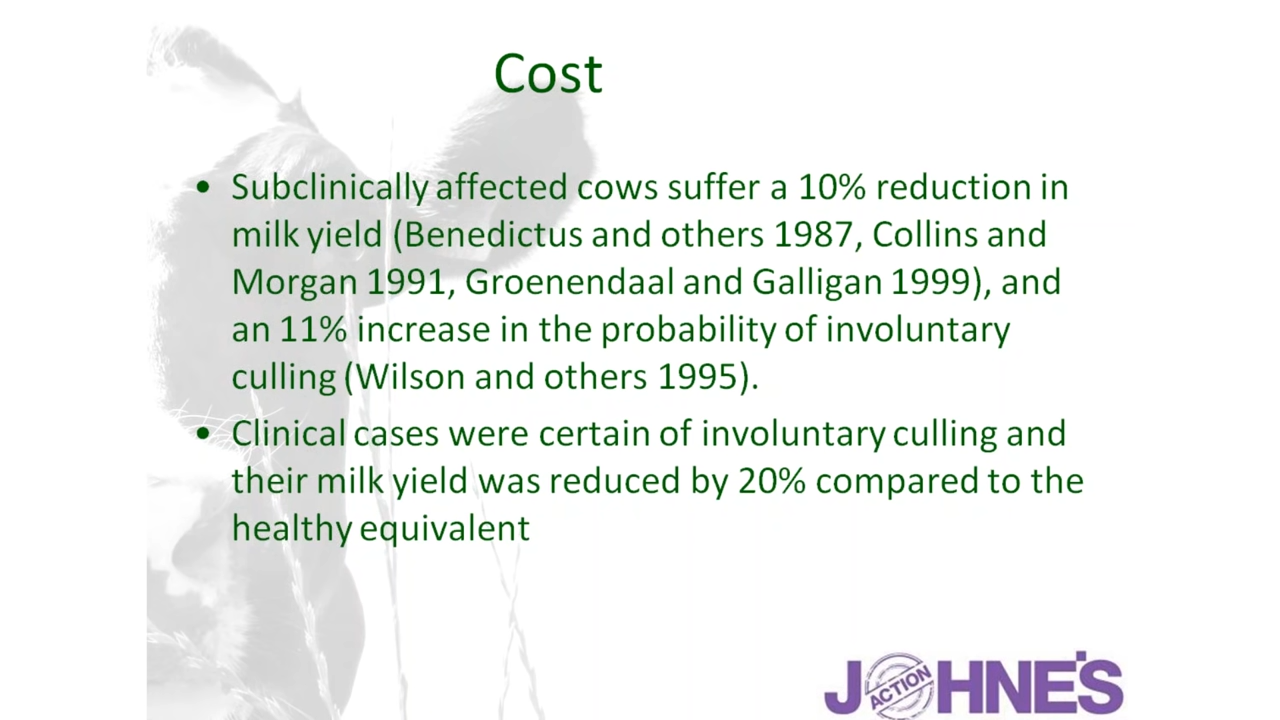 Cost
• Subclinically affected cows suffer a 10% reduction in
milk yield (Benedictus and others 1987, Collins and
Morgan 1991, Groenendaal and Galligan 1999), and
an 11% increase in the probability of involuntary
culling (Wilson and others 1995).
• Clinical cases were certain of involuntary culling and
their milk yield was reduced by 20% compared to the
healthy equivalent
ACTION
JOHNE'S